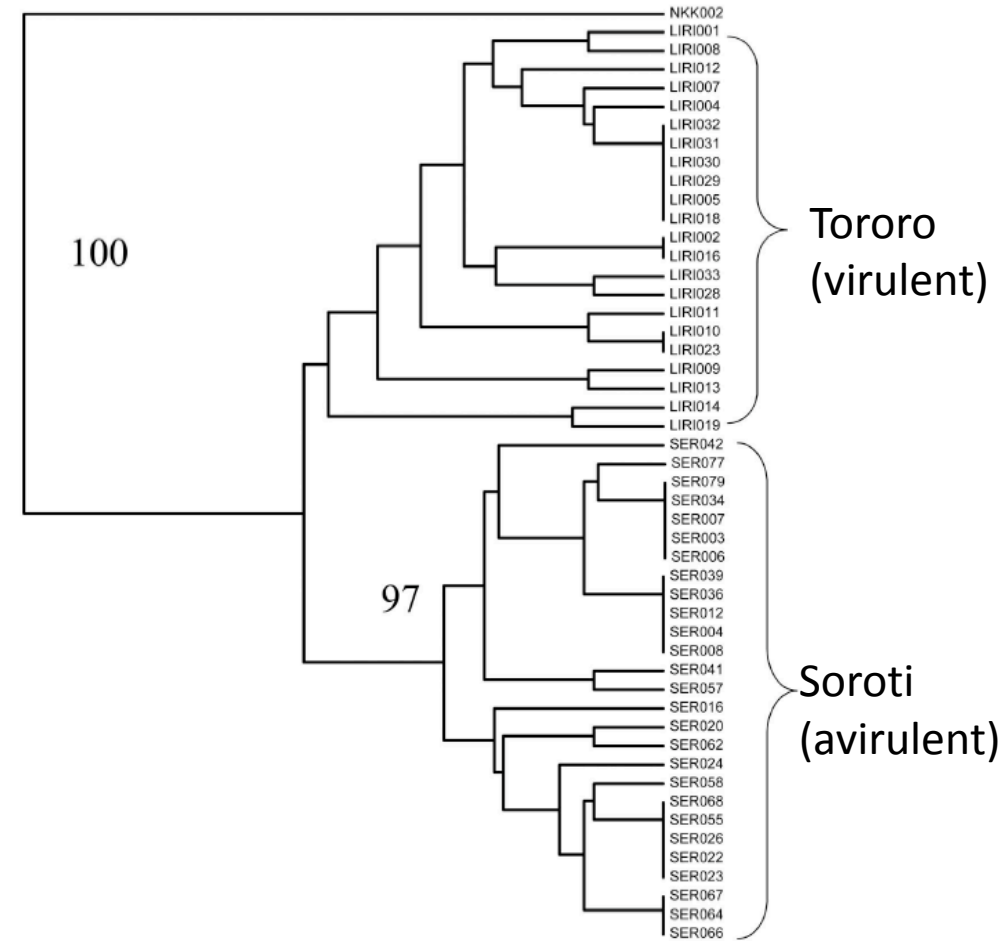 NKK002
LIRI001
LIRI008
LIRI012
LIRI007
LIRI004
LIRI032
LIRI031
LIRI030
LIRI029
LIRI005
LIRI018
LIRI002
LIRI016
LIRI033
LIRI028
LIRI011
LIRI010
LIRI023
LIRI009
LIRI013
LIRI014
LIRI019
SER042
SER077
SER079
SER034
SER007
SER003
SER006
SER039
SER036
SER012
SER004
SER008
SER041
SER057
SER016
SER020
SER062
SER024
SER058
SER068
SER055
SER026
SER022
SER023
SER067
SER064
SER066
100
97
Tororo
(virulent)
Soroti
(avirulent)